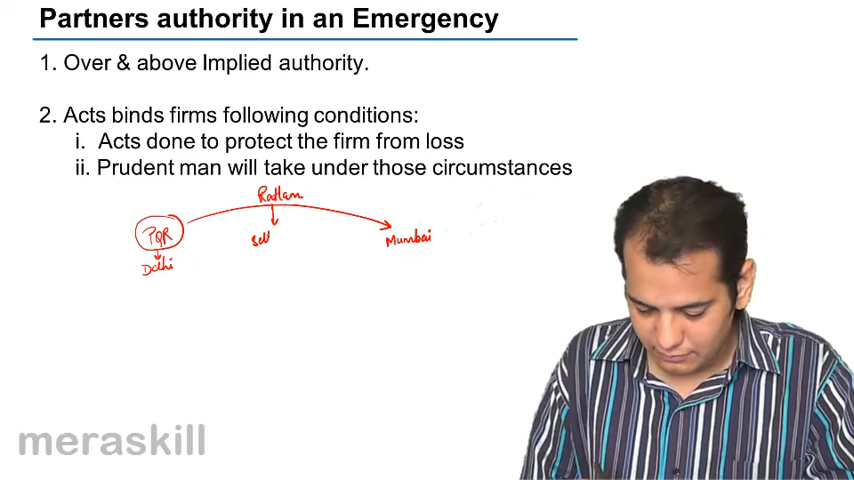 Partners authority in an Emergency
1. Over & above Implied authority.
2. Acts binds firms following conditions:
i. Acts done to protect the firm from loss
ii. Prudent man will take under those circumstances
Ratlam
PQR
Sell
Mumbai
Delhi
meraskill